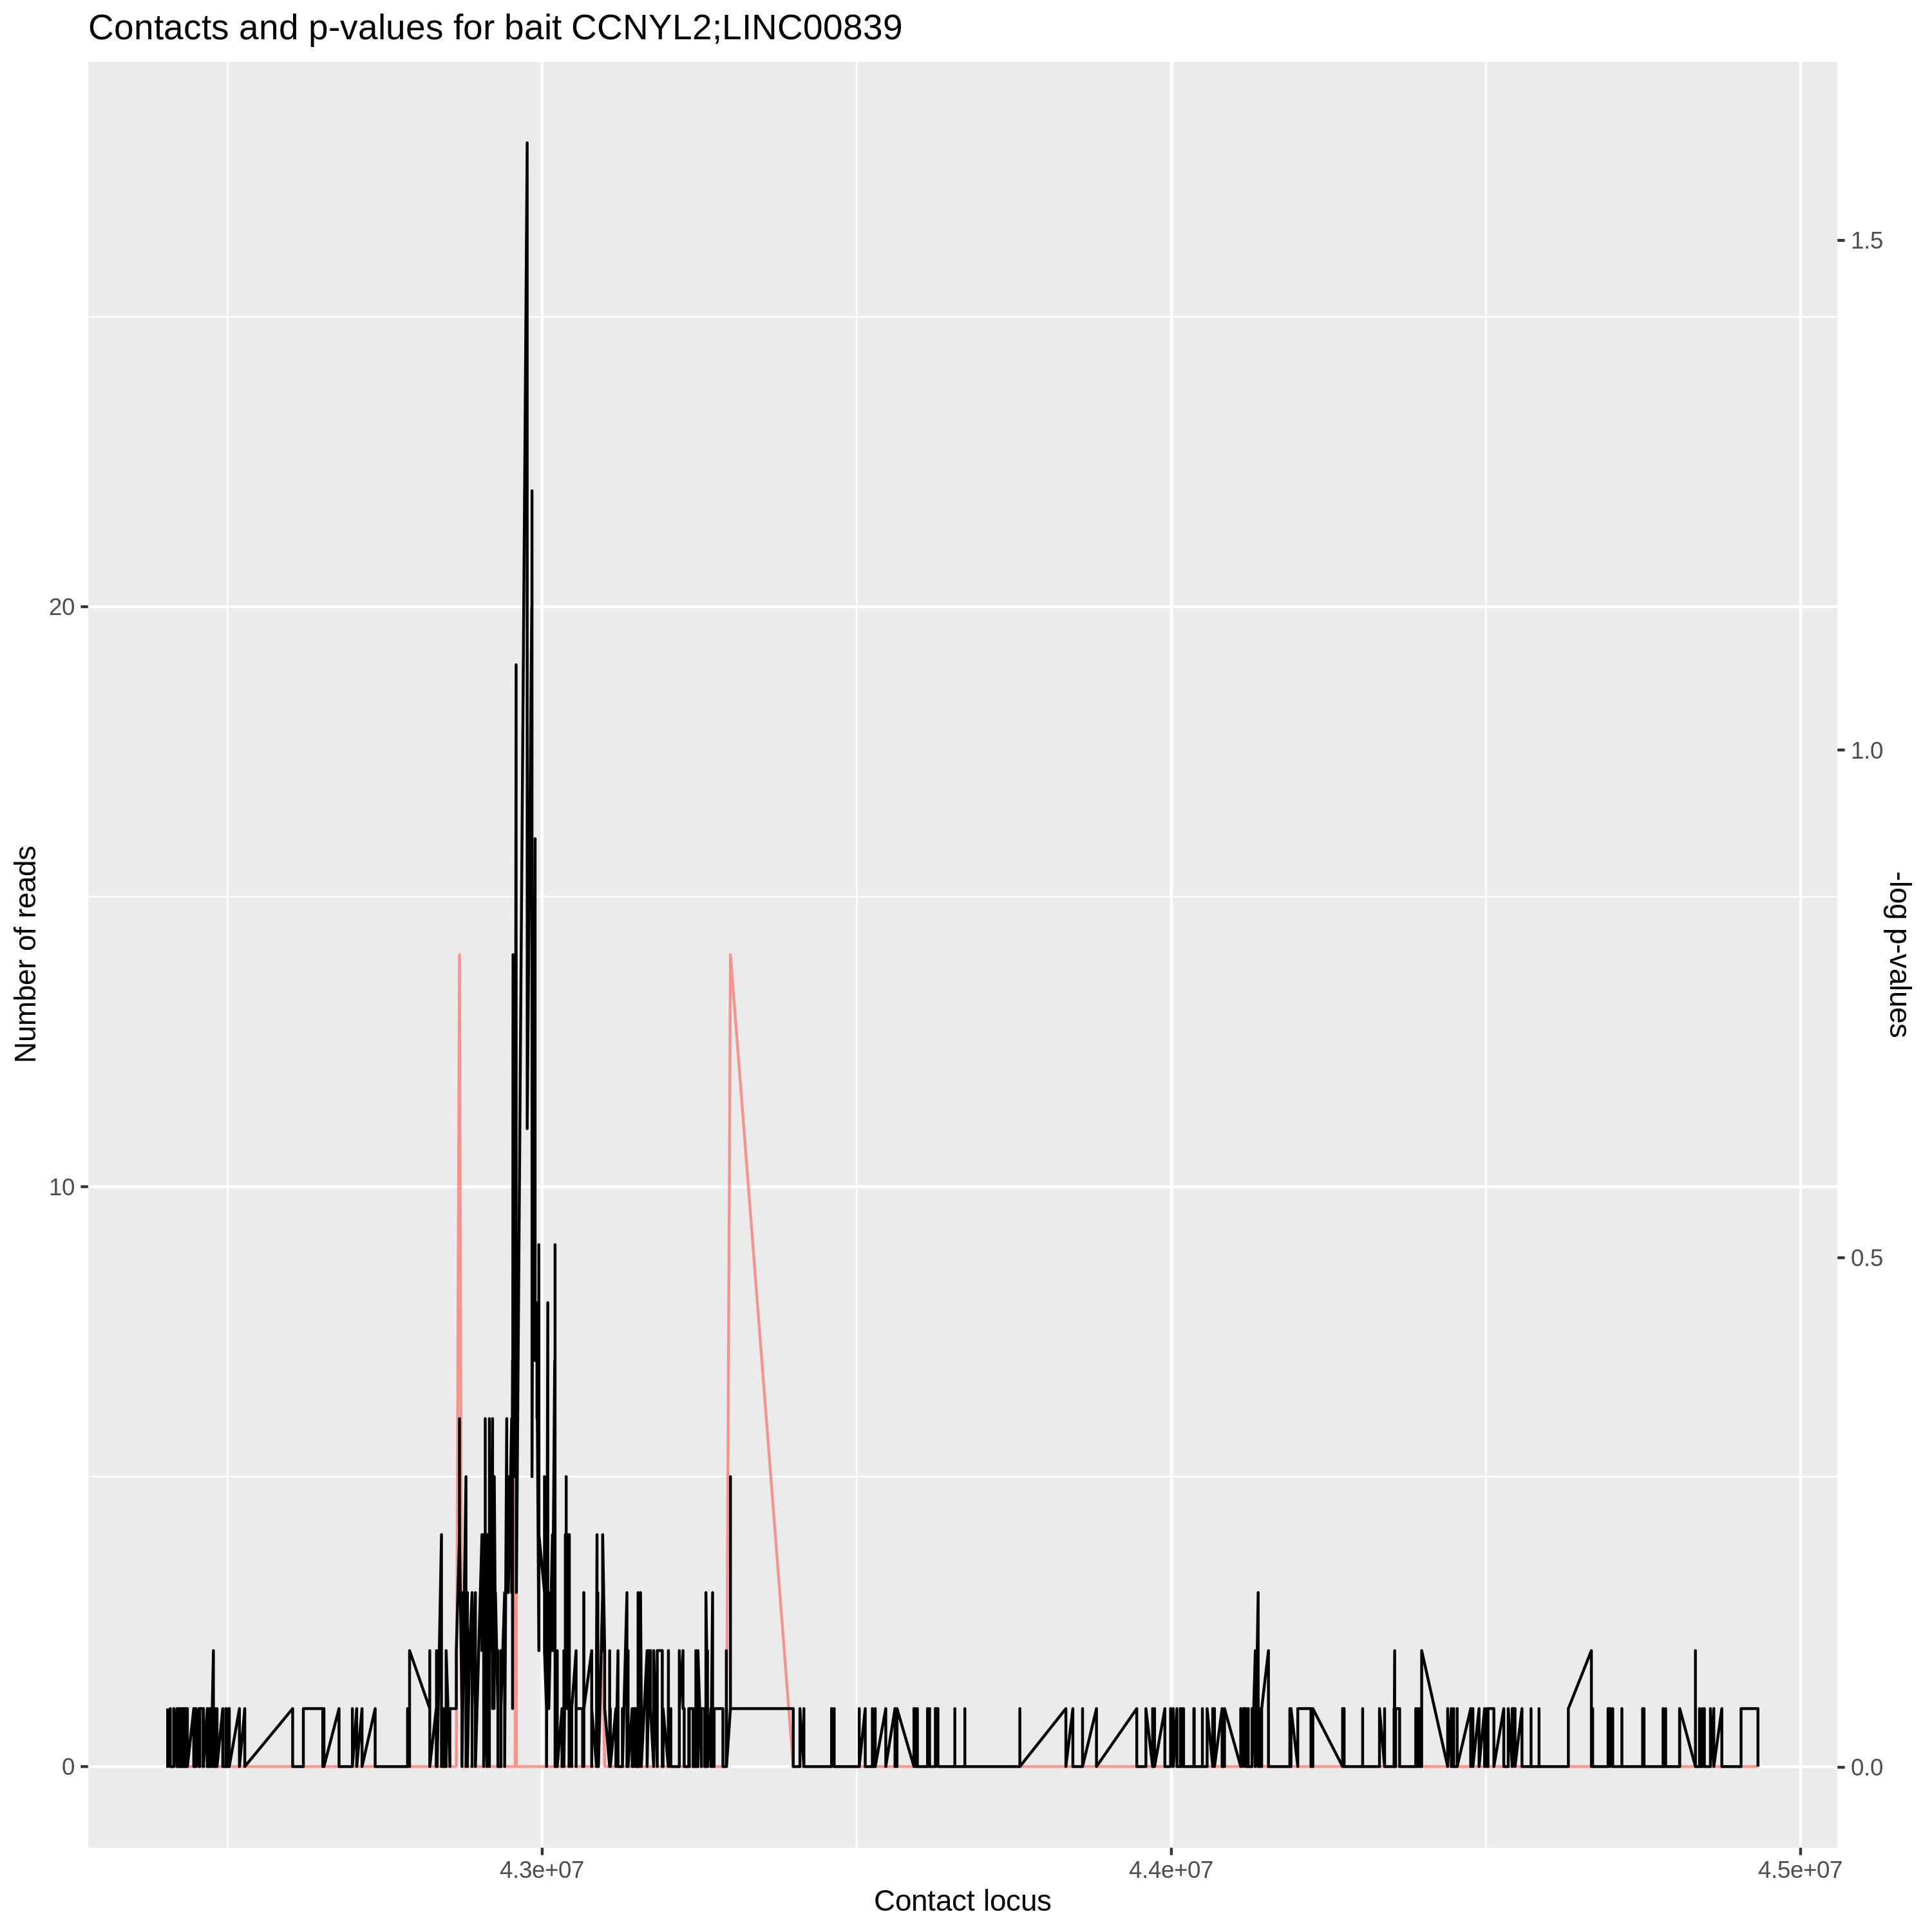 Contacts and p-values for bait CCNYL2;LINC00839
Number of reads
20
10
0
1.5
1.0
0.5
0.0
-log p-values
4.3e+07
4.4e+07
4.5e+07
Contact locus